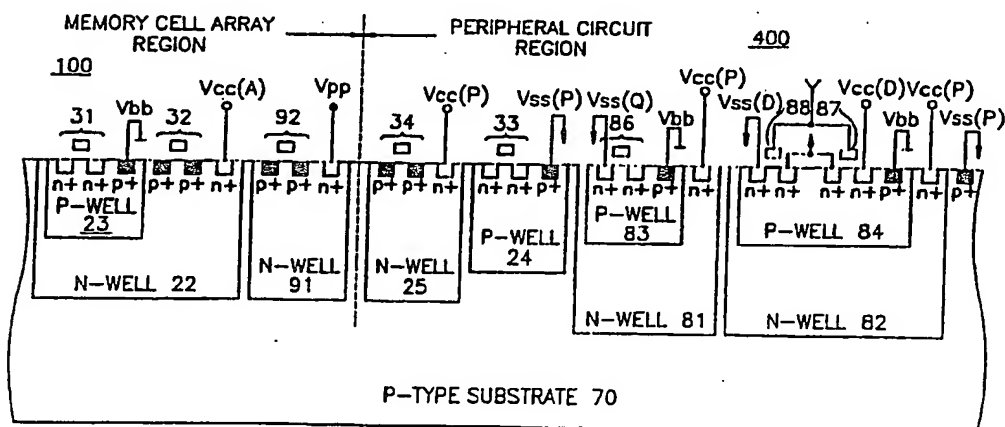 MEMORY CELL ARRAY REGION
PERIPHERAL CIRCUIT REGION
100
400
31
Vbb
32
Vcc(A)
92
Vpp
34
Vcc(P)
33
Vss(P)
Vss(Q)
86
Vbb
Vcc(P)
Vss(D)
88
87
Y
Vcc(D)
Vcc(P)
Vbb
Vss(P)
n+ n+ p+ p+ p+ n+
p+ p+ n+
p+ p+ n+
n+ n+ p+
n+ n+ p+ n+
n+ n+ n+ n+ p+ n+ p+
P-WELL 23
N-WELL 22
N-WELL 91
N-WELL 25
P-WELL 24
P-WELL 83
N-WELL 81
P-WELL 84
N-WELL 82
P-TYPE SUBSTRATE 70